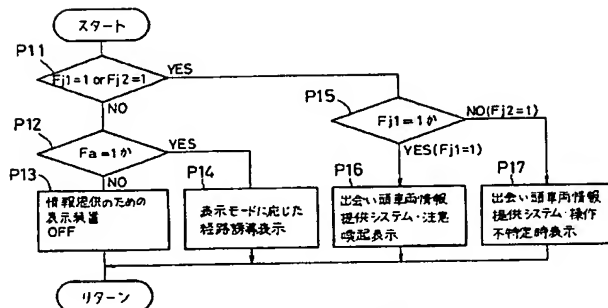 スタート
P11
Fj1=1 or Fj2=1
YES
NO
P12
Fa=1か
YES
NO
P13
情報提供のための
表示装置
OFF
P14
表示モードに応じた
経路誘導表示
P15
Fj1=1か
NO(Fj2=1)
YES(Fj1=1)
P16
出会い頭車両情報
提供システム・注意
喚起表示
P17
出会い頭車両情報
提供システム・操作
不特定時表示
リターン